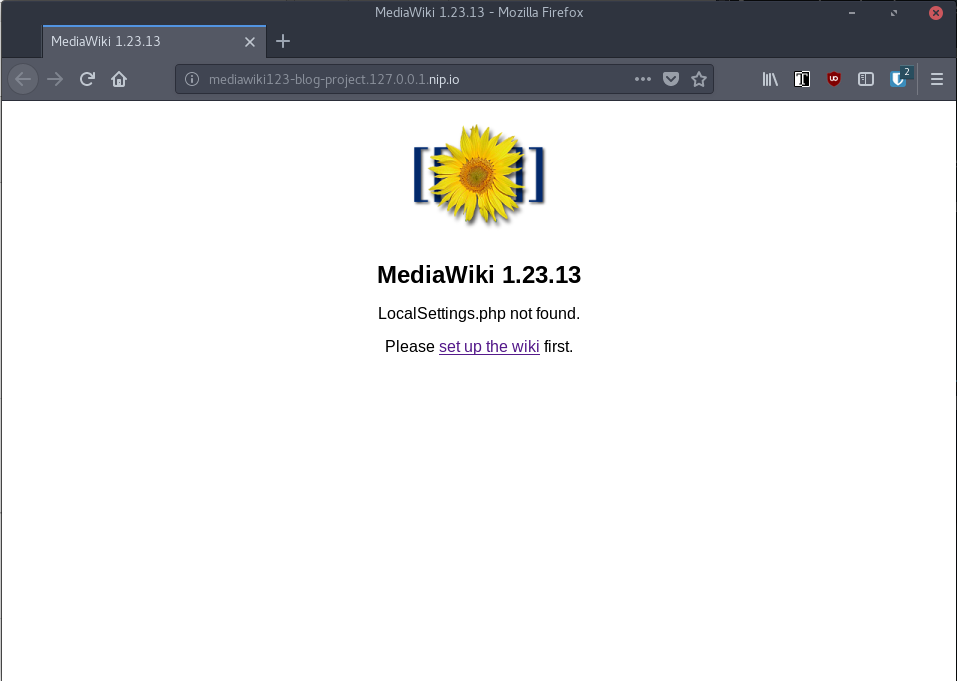 MediaWiki 1.23.13 - Mozilla Firefox
MediaWiki 1.23.13
mediawiki123-blog-project.127.0.0.1.nip.io
2
[[ ]]
MediaWiki 1.23.13
LocalSettings.php not found.
Please set up the wiki first.